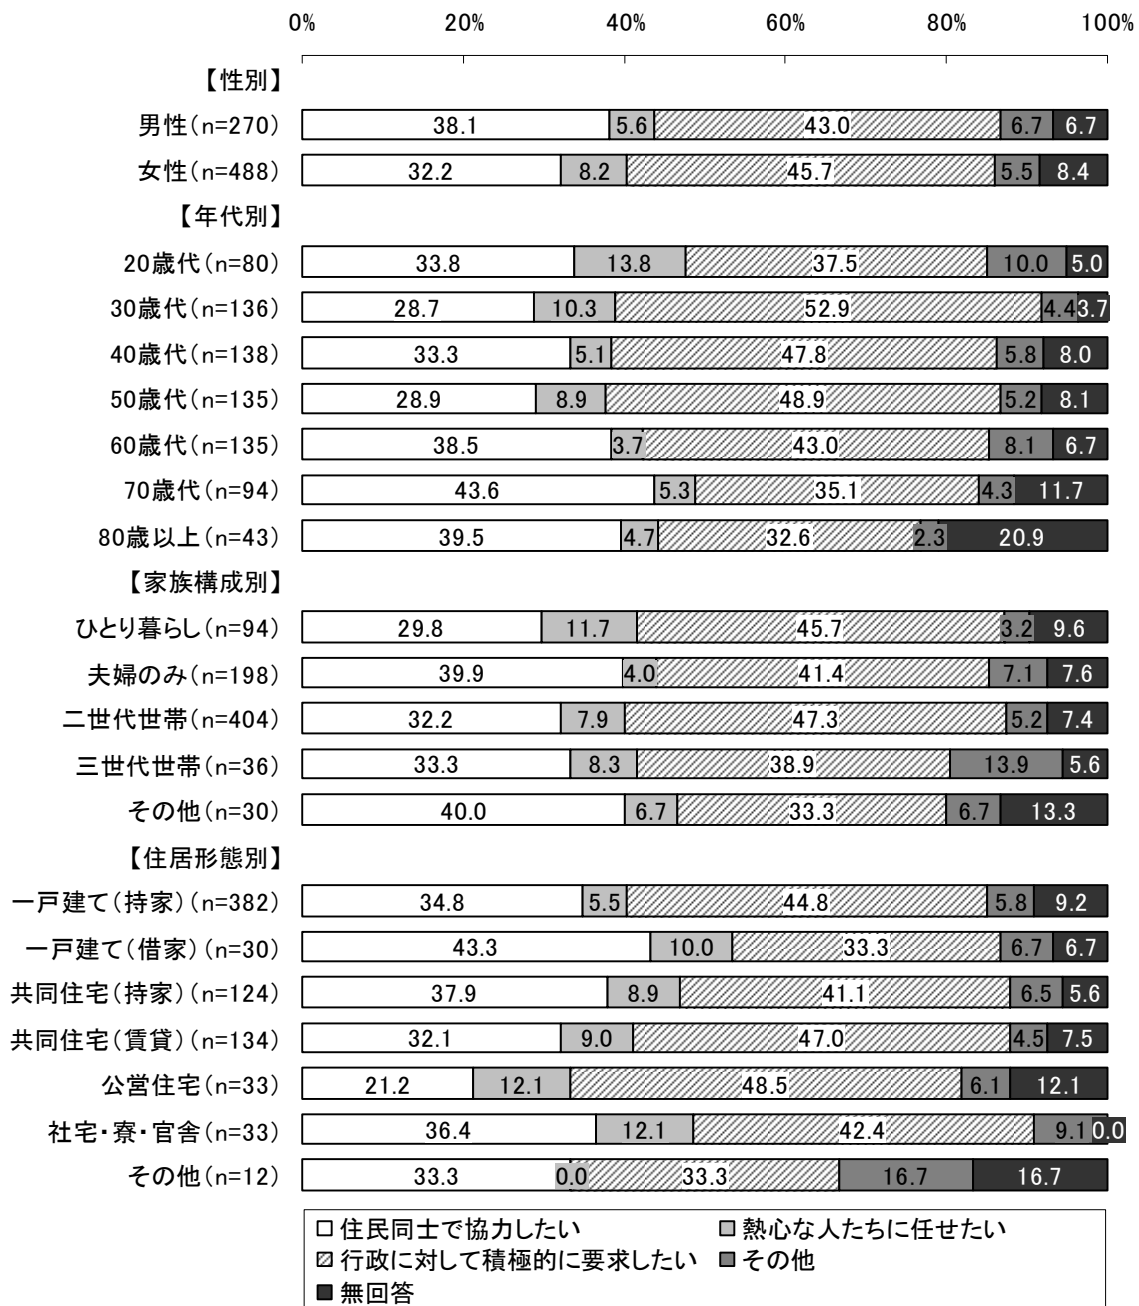 0% 20% 40% 60% 80% 100%
【性別】
男性(n=270) 38.1 5.6 43.0 6.7 6.7
女性(n=488) 32.2 8.2 45.7 5.5 8.4
【年代別】
20歳代(n=80) 33.8 13.8 37.5 10.0 5.0
30歳代(n=136) 28.7 10.3 52.9 4.4 3.7
40歳代(n=138) 33.3 5.1 47.8 5.8 8.0
50歳代(n=135) 28.9 8.9 48.9 5.2 8.1
60歳代(n=135) 38.5 3.7 43.0 8.1 6.7
70歳代(n=94) 43.6 5.3 35.1 4.3 11.7
80歳以上(n=43) 39.5 4.7 32.6 2.3 20.9
【家族構成別】
ひとり暮らし(n=94) 29.8 11.7 45.7 3.2 9.6
夫婦のみ(n=198) 39.9 4.0 41.4 7.1 7.6
二世代世帯(n=404) 32.2 7.9 47.3 5.2 7.4
三世代世帯(n=36) 33.3 8.3 38.9 13.9 5.6
その他(n=30) 40.0 6.7 33.3 6.7 13.3
【住居形態別】
一戸建て(持家)(n=382) 34.8 5.5 44.8 5.8 9.2
一戸建て(借家)(n=30) 43.3 10.0 33.3 6.7 6.7
共同住宅(持家)(n=124) 37.9 8.9 41.1 6.5 5.6
共同住宅(賃貸)(n=134) 32.1 9.0 47.0 4.5 7.5
公営住宅(n=33) 21.2 12.1 48.5 6.1 12.1
社宅・寮・官舎(n=33) 36.4 12.1 42.4 9.1 0.0
その他(n=12) 33.3 0.0 33.3 16.7 16.7
住民同士で協力したい 熱心な人たちに任せたい
行政に対して積極的に要求したい その他
無回答